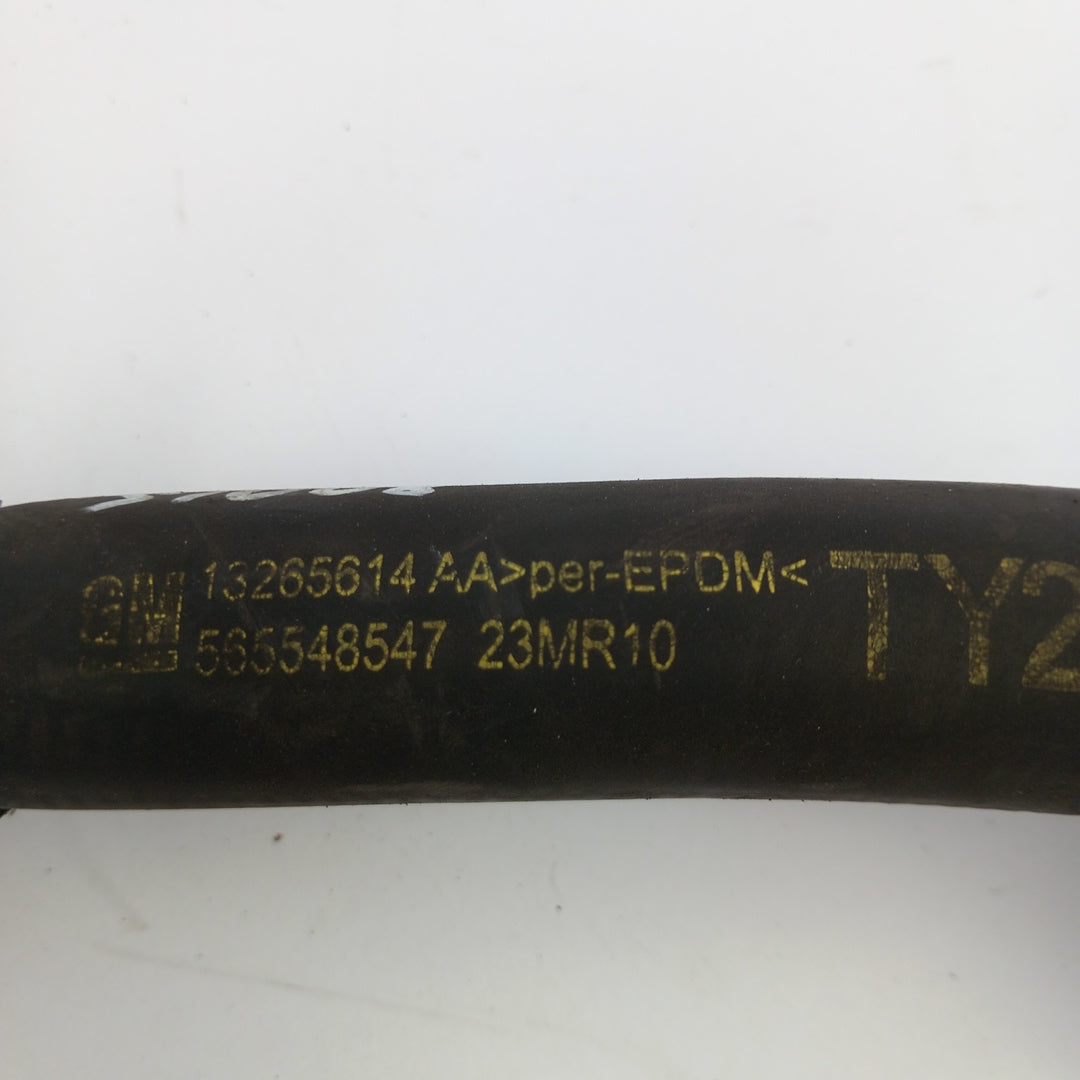 GM 13265614 AA>per-EPDM< TY2
565548547 23MR10